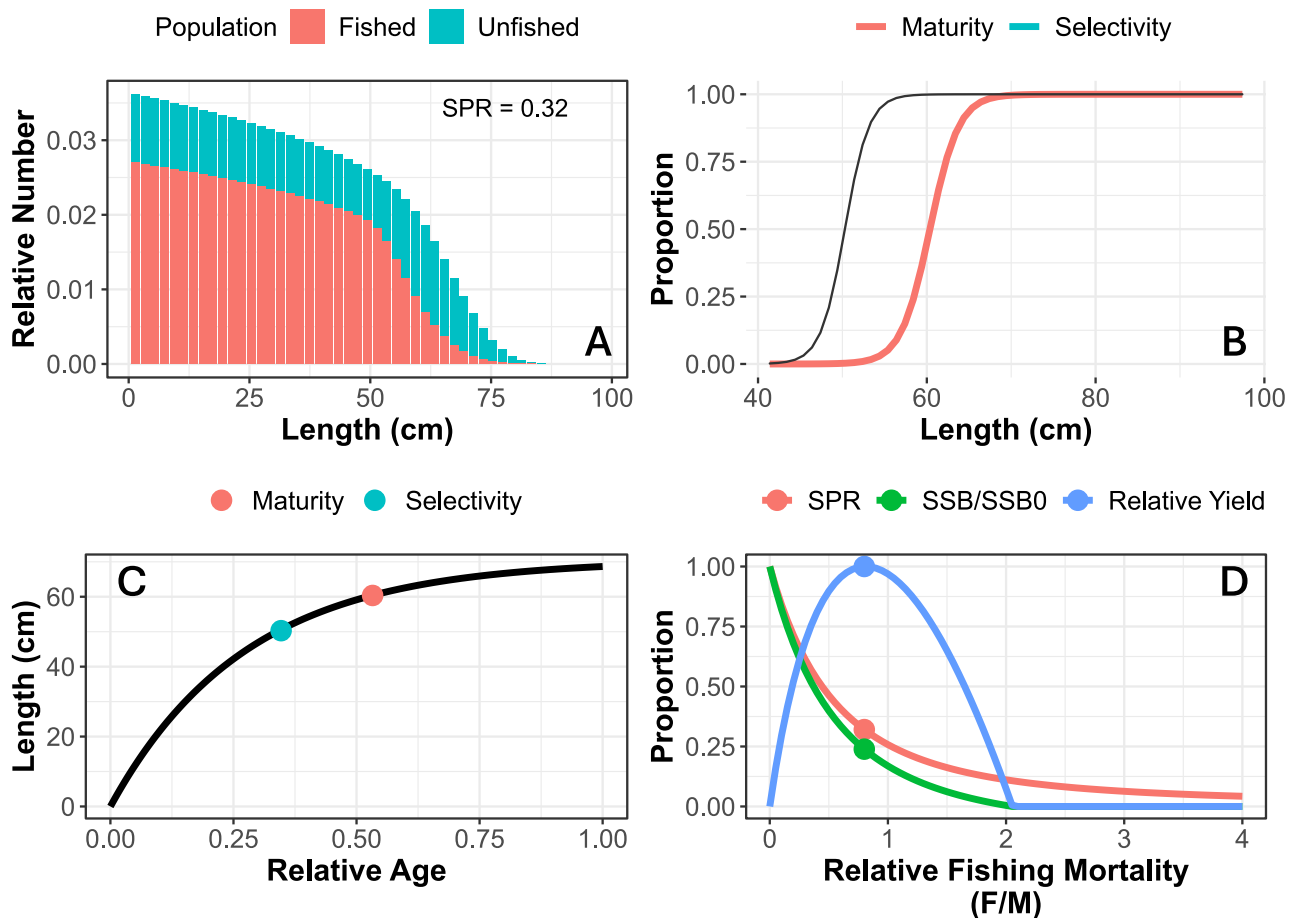 Population Fished Unfished
SPR = 0.32
Relative Number
0.03
0.02
0.01
0.00
A
0 25 50 75 100
Length (cm)
Maturity Selectivity
Proportion
1.00
0.75
0.50
0.25
0.00
B
40 60 80 100
Length (cm)
Maturity Selectivity
C
Length (cm)
60
40
20
0
0.00 0.25 0.50 0.75 1.00
Relative Age
SPR SSB/SSB0 Relative Yield
D
Proportion
1.00
0.75
0.50
0.25
0.00
0 1 2 3 4
Relative Fishing Mortality
(F/M)